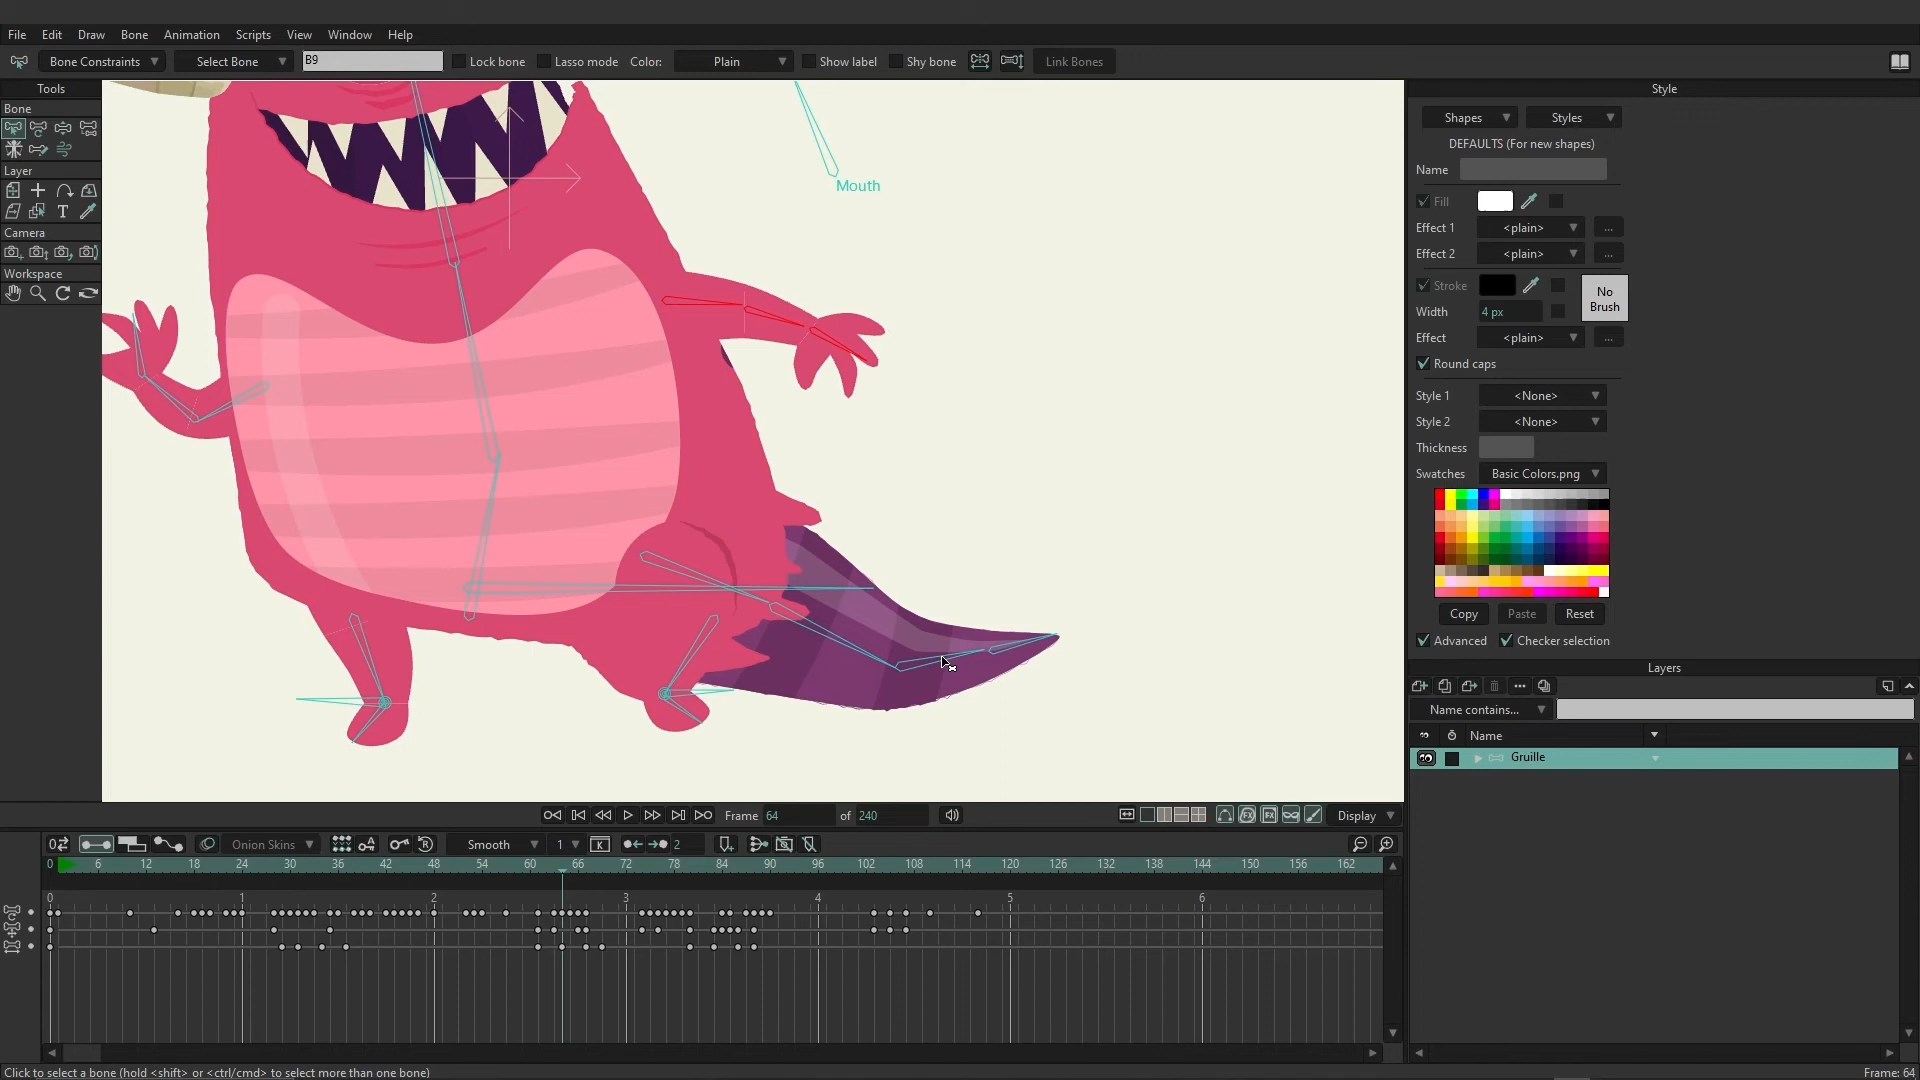 File Edit Draw Bone Animation Scripts View Window Help
Bone Constraints Select Bone B9 Lock bone Lasso mode Color: Plain Show label Shy bone Link Bones
Tools
Bone
Layer
T
Camera
Workspace
Mouth
Style
Shapes Styles
DEFAULTS (For new shapes)
Name
Fill
Effect 1 <plain> ...
Effect 2 <plain> ...
Stroke
No Brush
Width 4 px
Effect <plain> ...
Round caps
Style 1 <None>
Style 2 <None>
Thickness
Swatches Basic Colors.png
Copy Paste Reset
Advanced Checker selection
Layers
Name contains...
Name
Gruille
Frame 64 of 240 Display
Onion Skins Smooth 1 K 2
0 6 12 18 24 30 36 42 48 54 60 66 72 78 84 90 96 102 108 114 120 126 132 138 144 150 156 162
0 1 2 3 4 5 6
Click to select a bone (hold <shift> or <ctrl/cmd> to select more than one bone) Frame: 64